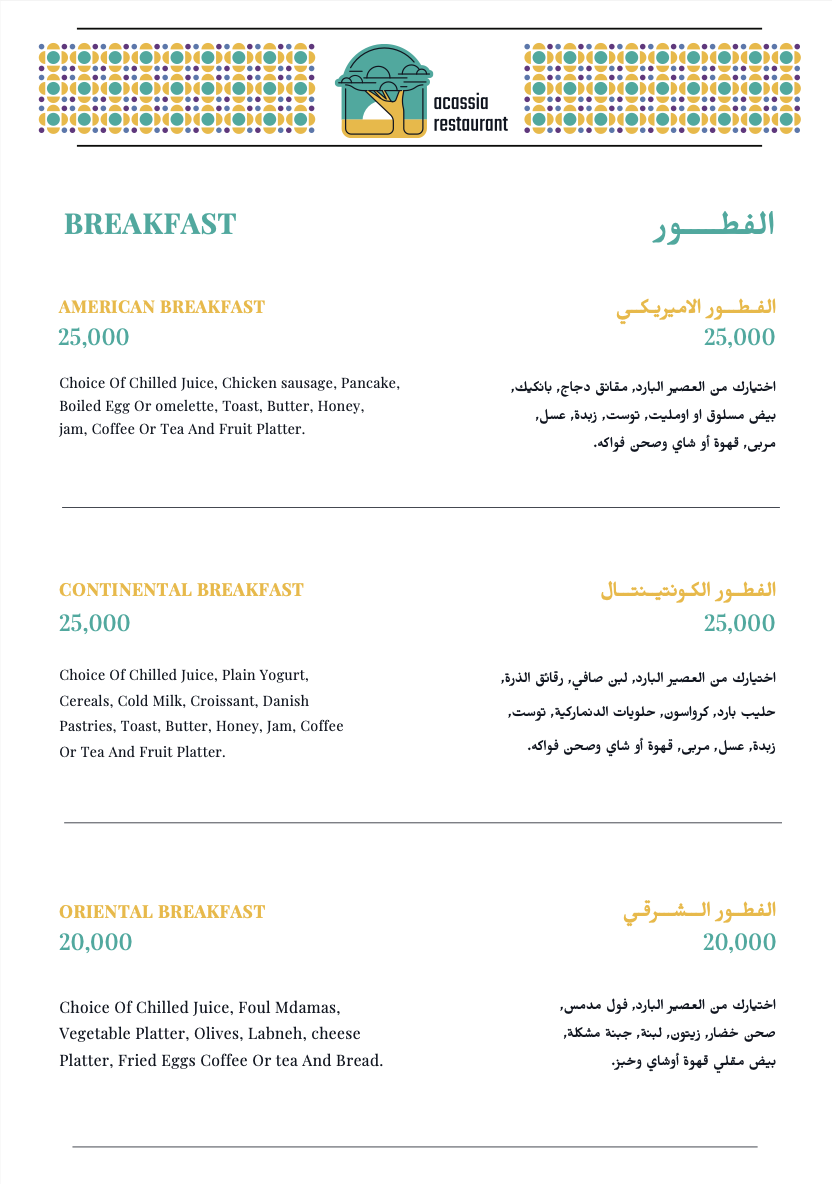 acassia
restaurant
BREAKFAST
الفطـــور
AMERICAN BREAKFAST
25,000
Choice Of Chilled Juice, Chicken sausage, Pancake,
Boiled Egg Or omelette, Toast, Butter, Honey,
jam, Coffee Or Tea And Fruit Platter.
الفـطـــور الاميريـكـــي
25,000
اختيارك من العصير البارد, مقانق دجاج, بانكيك,
بيض مسلوق او اومليت, توست, زبدة, عسل,
مربى, قهوة أو شاي وصحن فواكه.
CONTINENTAL BREAKFAST
25,000
Choice Of Chilled Juice, Plain Yogurt,
Cereals, Cold Milk, Croissant, Danish
Pastries, Toast, Butter, Honey, Jam, Coffee
Or Tea And Fruit Platter.
الفطــور الكـونتيــنتـــال
25,000
اختيارك من العصير البارد, لبن صافي, رقائق الذرة,
حليب بارد, كرواسون, حلويات الدنماركية, توست,
زبدة, عسل, مربى, قهوة أو شاي وصحن فواكه.
ORIENTAL BREAKFAST
20,000
Choice Of Chilled Juice, Foul Mdamas,
Vegetable Platter, Olives, Labneh, cheese
Platter, Fried Eggs Coffee Or tea And Bread.
الفطــور الـــشـــرقـي
20,000
اختيارك من العصير البارد, فول مدمس,
صحن خضار, زيتون, لبنة, جبنة مشكلة,
بيض مقلي قهوة أوشاي وخبز.